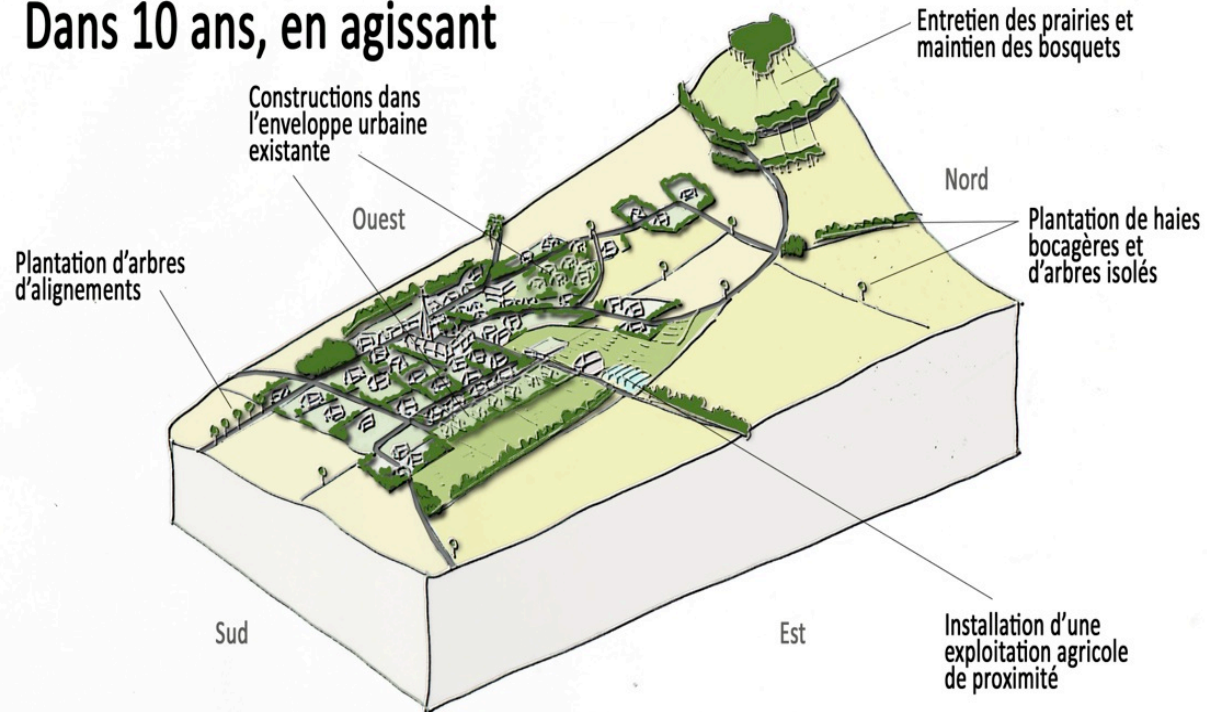 Dans 10 ans, en agissant
Entretien des prairies et
maintien des bosquets
Constructions dans
l'enveloppe urbaine
existante
Nord
Ouest
Plantation de haies
bocagères et
d'arbres isolés
Plantation d'arbres
d'alignements
Sud
Est
Installation d'une
exploitation agricole
de proximité